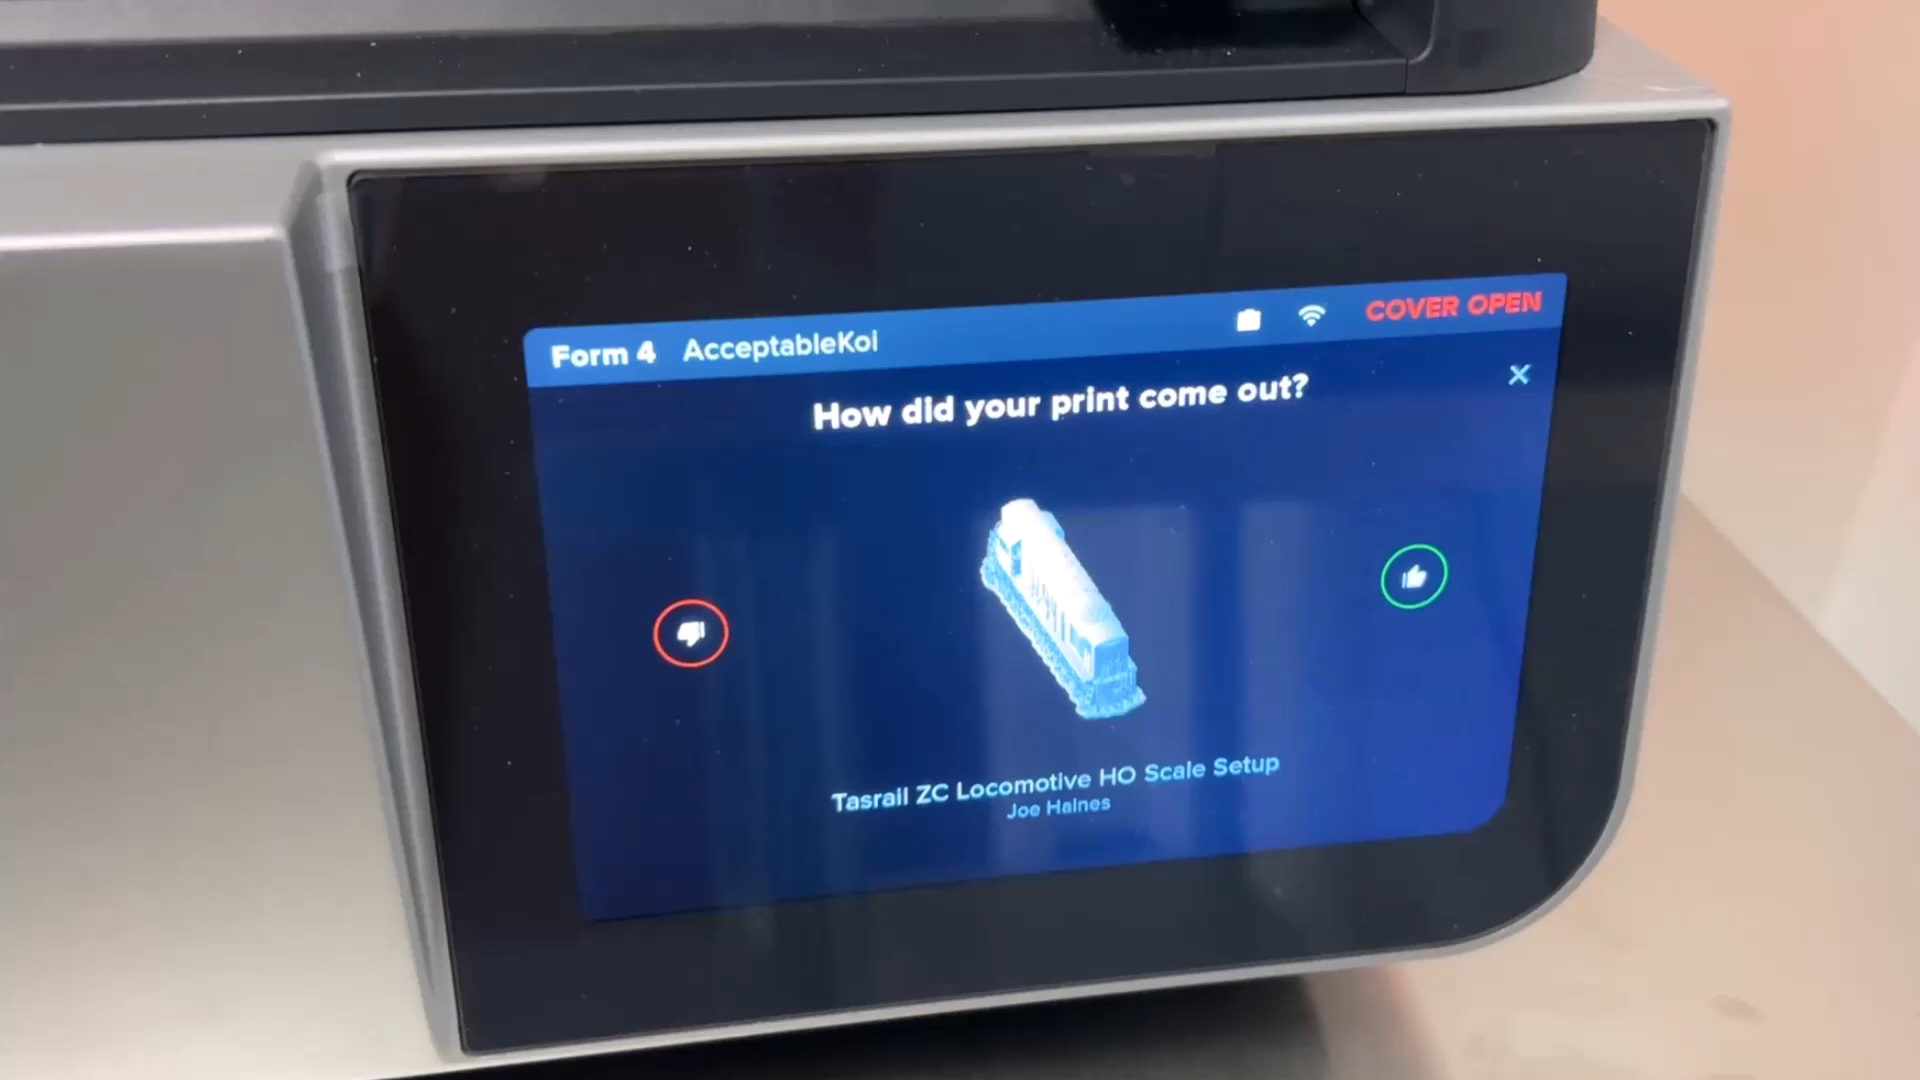 Form 4 AcceptableKoi COVER OPEN
How did your print come out?
Tasrail ZC Locomotive HO Scale Setup
Joe Haines